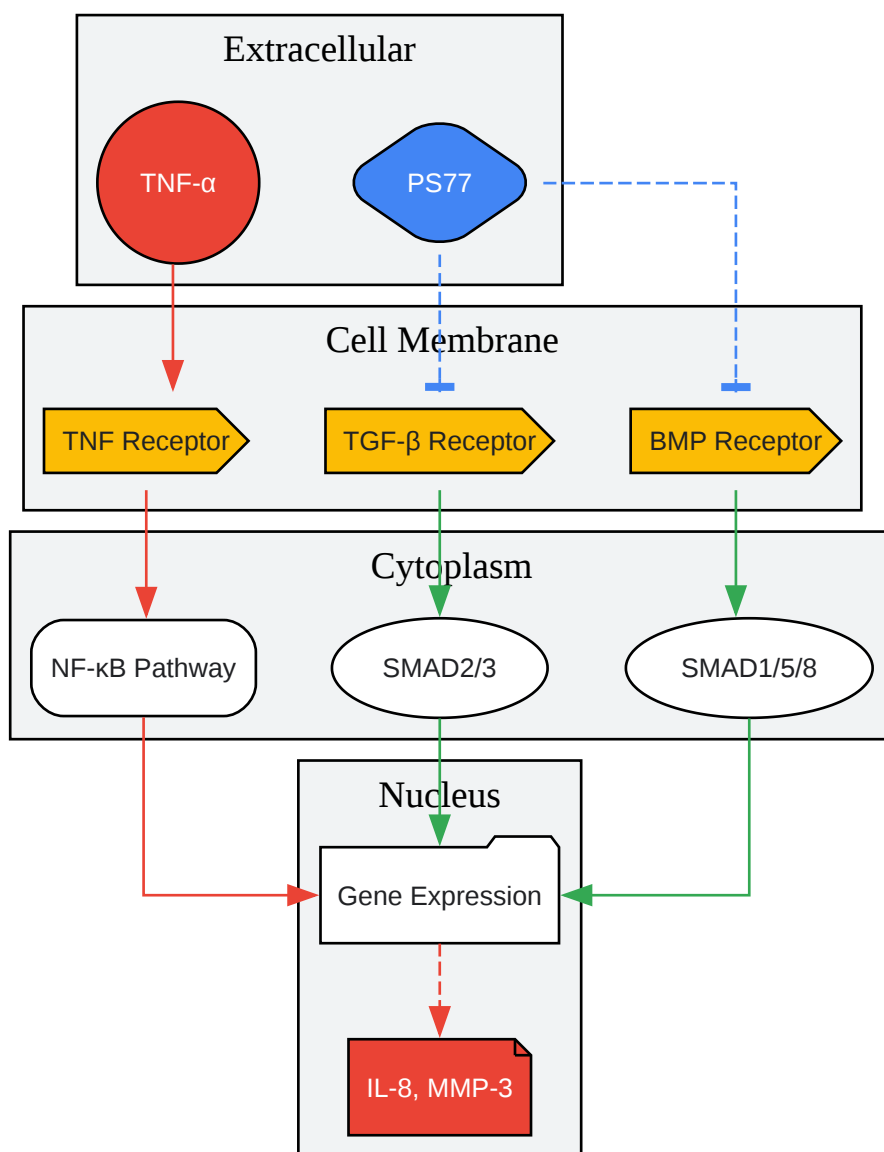 Extracellular
TNF-α
PS77
Cell Membrane
TNF Receptor
TGF-β Receptor
BMP Receptor
Cytoplasm
NF-κB Pathway
SMAD2/3
SMAD1/5/8
Nucleus
Gene Expression
IL-8, MMP-3